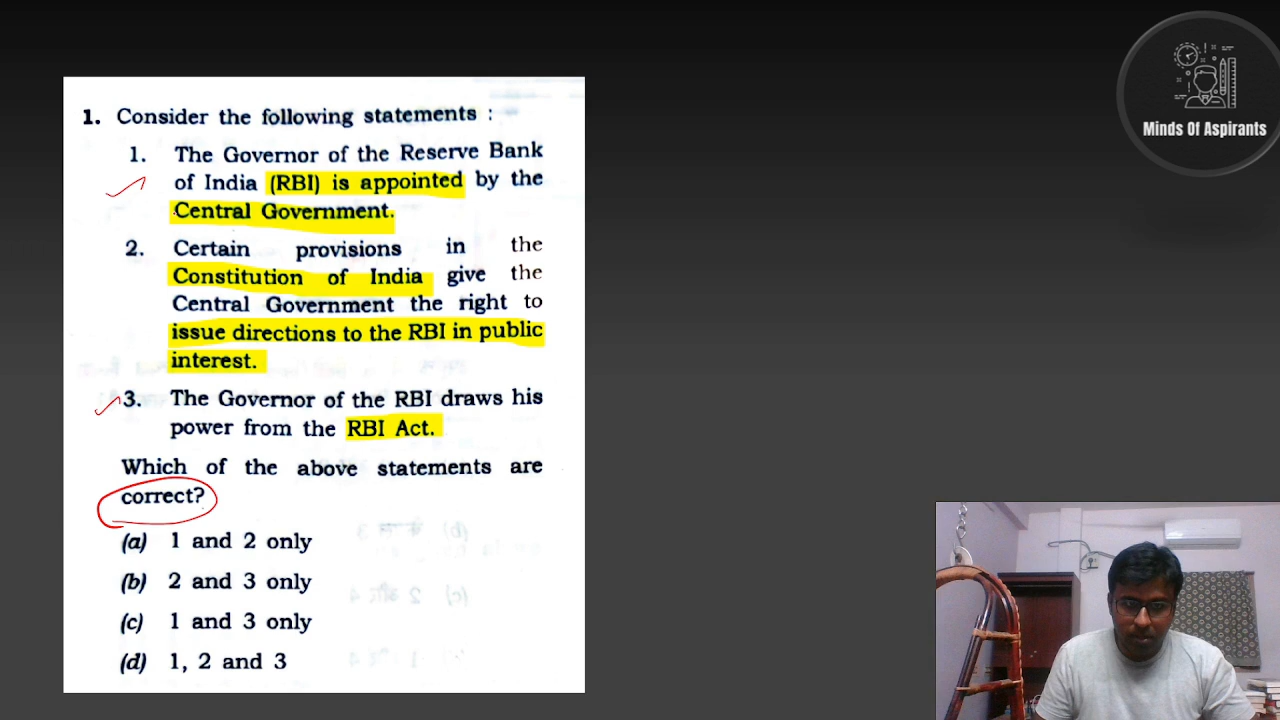 Minds Of Aspirants
1. Consider the following statements :
1. The Governor of the Reserve Bank
of India (RBI) is appointed by the
Central Government.
2. Certain provisions in the
Constitution of India give the
Central Government the right to
issue directions to the RBI in public
interest.
3. The Governor of the RBI draws his
power from the RBI Act.
Which of the above statements are
correct?
(a) 1 and 2 only
(b) 2 and 3 only
(c) 1 and 3 only
(d) 1, 2 and 3